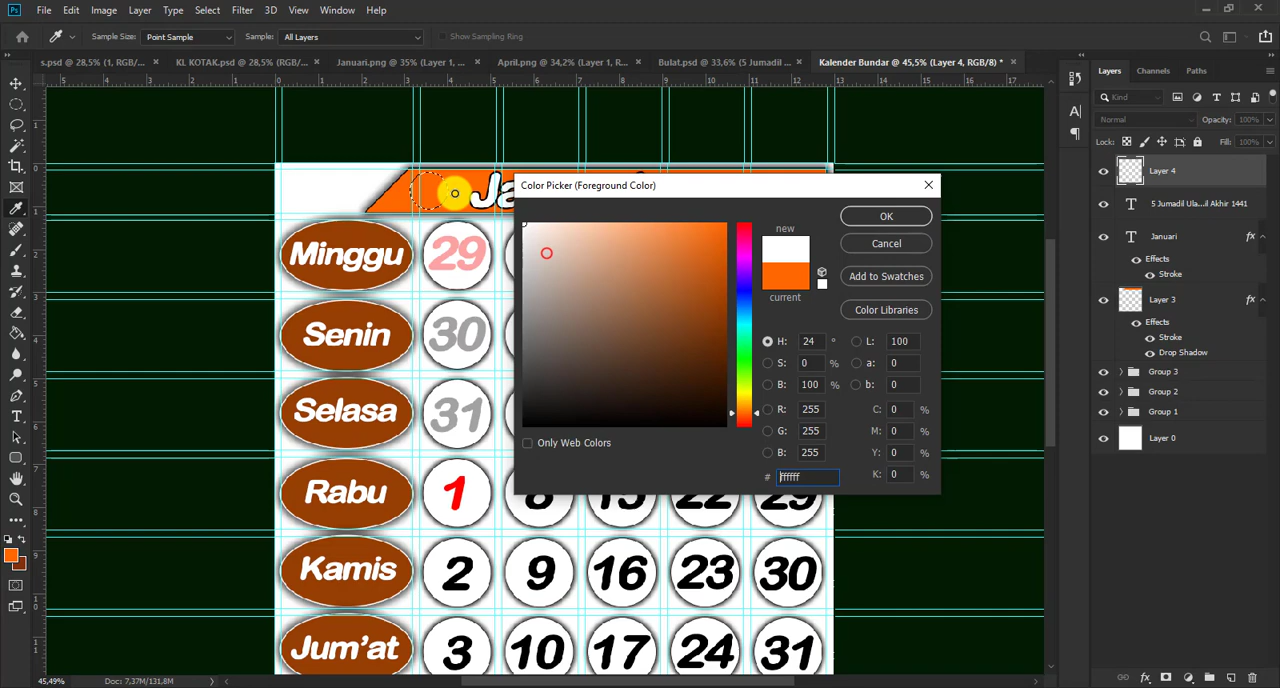 Ps File Edit Image Layer Type Select Filter 3D View Window Help
Sample Size: Point Sample Sample: All Layers Show Sampling Ring
s.psd @ 28,5% (1, RGB/... KL KOTAK.psd @ 28,5% (RGB/8#... Januari.png @ 35% (Layer 1, ... April.png @ 34,2% (Layer 1, R... Bulat.psd @ 33,6% (5 Jumadil ... Kalender Bundar @ 45,5% (Layer 4, RGB/8) *
Ja
Minggu 29
Senin 30
Selasa 31
Rabu 1 8 15 22 29
Kamis 2 9 16 23 30
Jum'at 3 10 17 24 31
Color Picker (Foreground Color)
new
current
OK
Cancel
Add to Swatches
Color Libraries
H: 24 ° L: 100
S: 0 % a: 0
B: 100 % b: 0
R: 255 C: 0 %
G: 255 M: 0 %
B: 255 Y: 0 %
# ffffff K: 0 %
Only Web Colors
Layers Channels Paths
Kind
Normal Opacity: 100%
Lock: Fill: 100%
Layer 4
5 Jumadil Ula...il Akhir 1441
Januari fx
Effects
Stroke
Layer 3 fx
Effects
Stroke
Drop Shadow
Group 3
Group 2
Group 1
Layer 0
45,49% Doc: 7,37M/131,8M